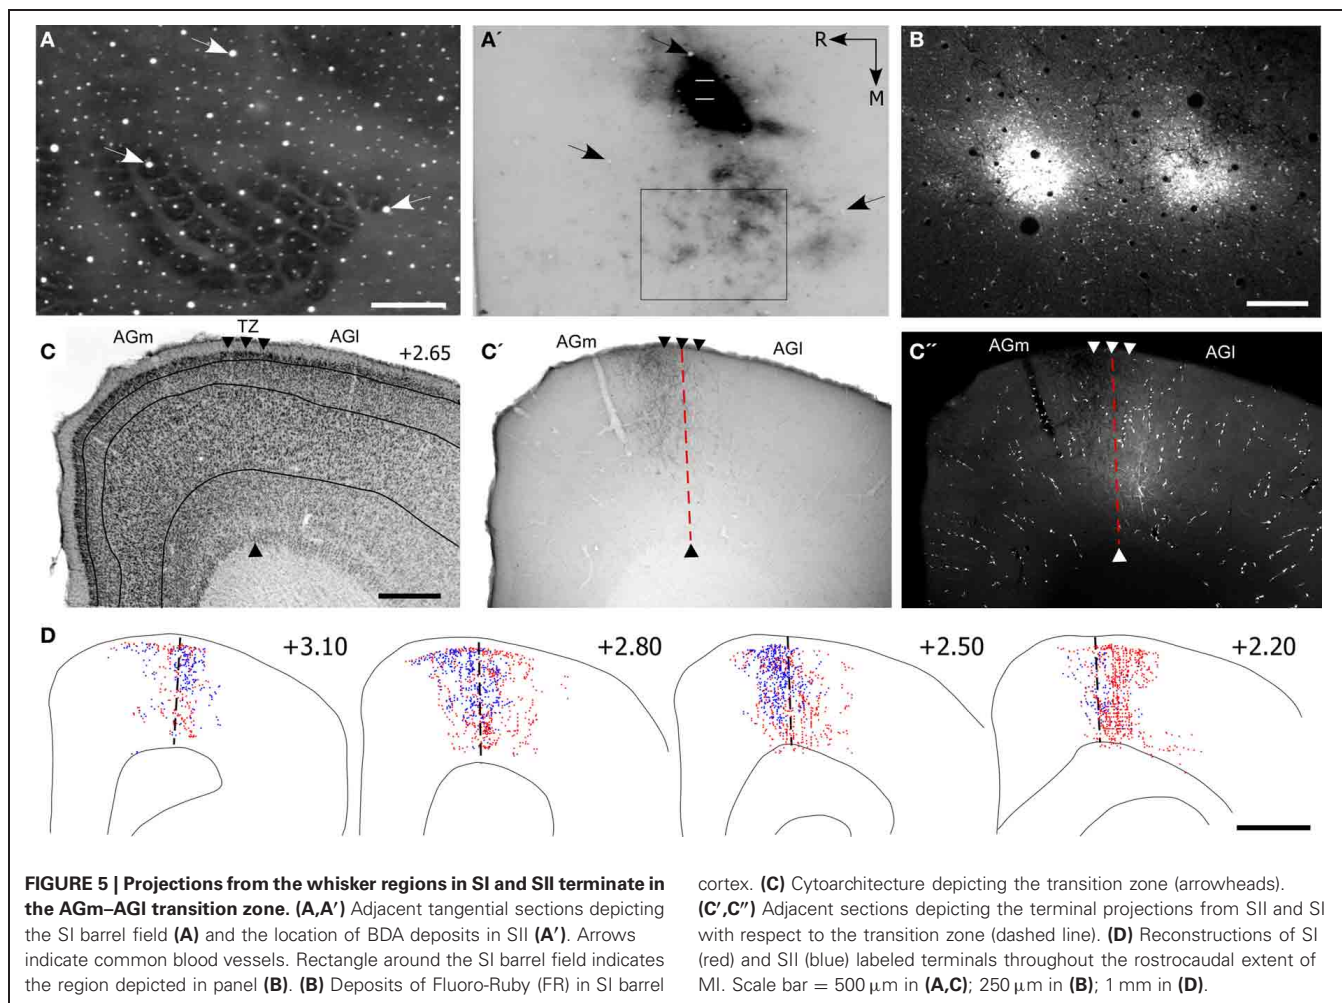 A
A′
R
M
B
C
AGm
TZ
AGl
+2.65
C′
AGm
AGl
C″
AGm
AGl
D
+3.10
+2.80
+2.50
+2.20
FIGURE 5 | Projections from the whisker regions in SI and SII terminate in
the AGm–AGl transition zone. (A,A′) Adjacent tangential sections depicting
the SI barrel field (A) and the location of BDA deposits in SII (A′). Arrows
indicate common blood vessels. Rectangle around the SI barrel field indicates
the region depicted in panel (B). (B) Deposits of Fluoro-Ruby (FR) in SI barrel
cortex. (C) Cytoarchitecture depicting the transition zone (arrowheads).
(C′,C″) Adjacent sections depicting the terminal projections from SII and SI
with respect to the transition zone (dashed line). (D) Reconstructions of SI
(red) and SII (blue) labeled terminals throughout the rostrocaudal extent of
MI. Scale bar = 500 μm in (A,C); 250 μm in (B); 1 mm in (D).